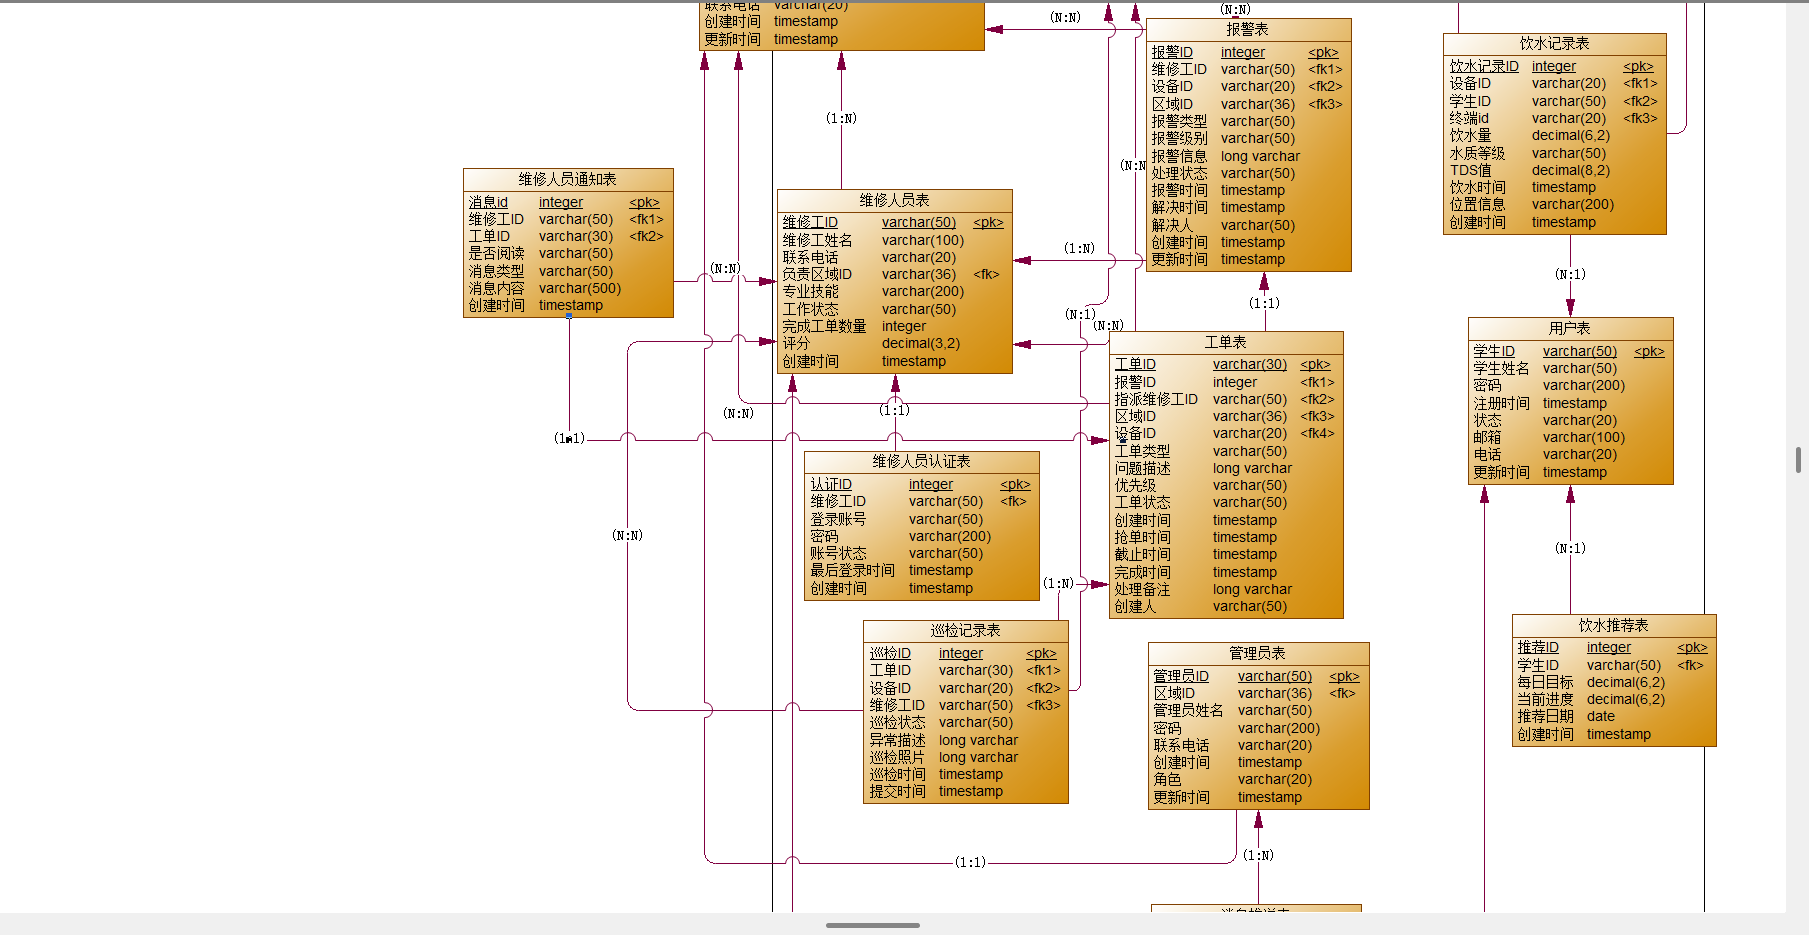 联系电话 varchar(20)
创建时间 timestamp
更新时间 timestamp
(N:N)
(N:N)
报警表
报警ID integer <pk>
维修工ID varchar(50) <fk1>
设备ID varchar(20) <fk2>
区域ID varchar(36) <fk3>
报警类型 varchar(50)
报警级别 varchar(50)
报警信息 long varchar
处理状态 varchar(50)
报警时间 timestamp
解决时间 timestamp
解决人 varchar(50)
创建时间 timestamp
更新时间 timestamp
饮水记录表
饮水记录ID integer <pk>
设备ID varchar(20) <fk1>
学生ID varchar(50) <fk2>
终端id varchar(20) <fk3>
饮水量 decimal(6,2)
水质等级 varchar(50)
TDS值 decimal(8,2)
饮水时间 timestamp
位置信息 varchar(200)
创建时间 timestamp
(1:N)
(N:N
维修人员通知表
消息id integer <pk>
维修工ID varchar(50) <fk1>
工单ID varchar(30) <fk2>
是否阅读 varchar(50)
消息类型 varchar(50)
消息内容 varchar(500)
创建时间 timestamp
(N:N)
维修人员表
维修工ID varchar(50) <pk>
维修工姓名 varchar(100)
联系电话 varchar(20)
负责区域ID varchar(36) <fk>
专业技能 varchar(200)
工作状态 varchar(50)
完成工单数量 integer
评分 decimal(3,2)
创建时间 timestamp
(1:N)
(N:1)
(N:N)
(1:1)
(N:1)
工单表
工单ID varchar(30) <pk>
报警ID integer <fk1>
指派维修工ID varchar(50) <fk2>
区域ID varchar(36) <fk3>
设备ID varchar(20) <fk4>
工单类型 varchar(50)
问题描述 long varchar
优先级 varchar(50)
工单状态 varchar(50)
创建时间 timestamp
抢单时间 timestamp
截止时间 timestamp
完成时间 timestamp
处理备注 long varchar
创建人 varchar(50)
用户表
学生ID varchar(50) <pk>
学生姓名 varchar(50)
密码 varchar(200)
注册时间 timestamp
状态 varchar(20)
邮箱 varchar(100)
电话 varchar(20)
更新时间 timestamp
(N:N)
(1:1)
(1:1)
维修人员认证表
认证ID integer <pk>
维修工ID varchar(50) <fk>
登录账号 varchar(50)
密码 varchar(200)
账号状态 varchar(50)
最后登录时间 timestamp
创建时间 timestamp
(N:N)
(1:N)
(N:1)
巡检记录表
巡检ID integer <pk>
工单ID varchar(30) <fk1>
设备ID varchar(20) <fk2>
维修工ID varchar(50) <fk3>
巡检状态 varchar(50)
异常描述 long varchar
巡检照片 long varchar
巡检时间 timestamp
提交时间 timestamp
管理员表
管理员ID varchar(50) <pk>
区域ID varchar(36) <fk>
管理员姓名 varchar(50)
密码 varchar(200)
联系电话 varchar(20)
创建时间 timestamp
角色 varchar(20)
更新时间 timestamp
饮水推荐表
推荐ID integer <pk>
学生ID varchar(50) <fk>
每日目标 decimal(6,2)
当前进度 decimal(6,2)
推荐日期 date
创建时间 timestamp
(1:1)
(1:N)